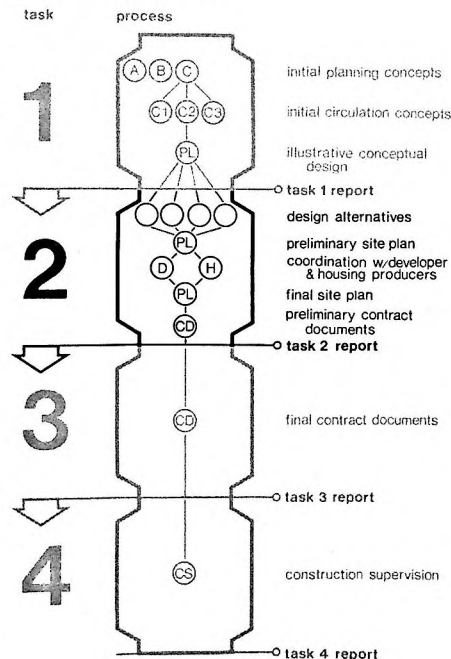 task process
1
A B C initial planning concepts
C1 C2 C3 initial circulation concepts
PL illustrative conceptual
design
task 1 report
2
design alternatives
PL preliminary site plan
D H coordination w/developer
& housing producers
PL final site plan
CD preliminary contract
documents
task 2 report
3
CD final contract documents
task 3 report
4
CS construction supervision
task 4 report